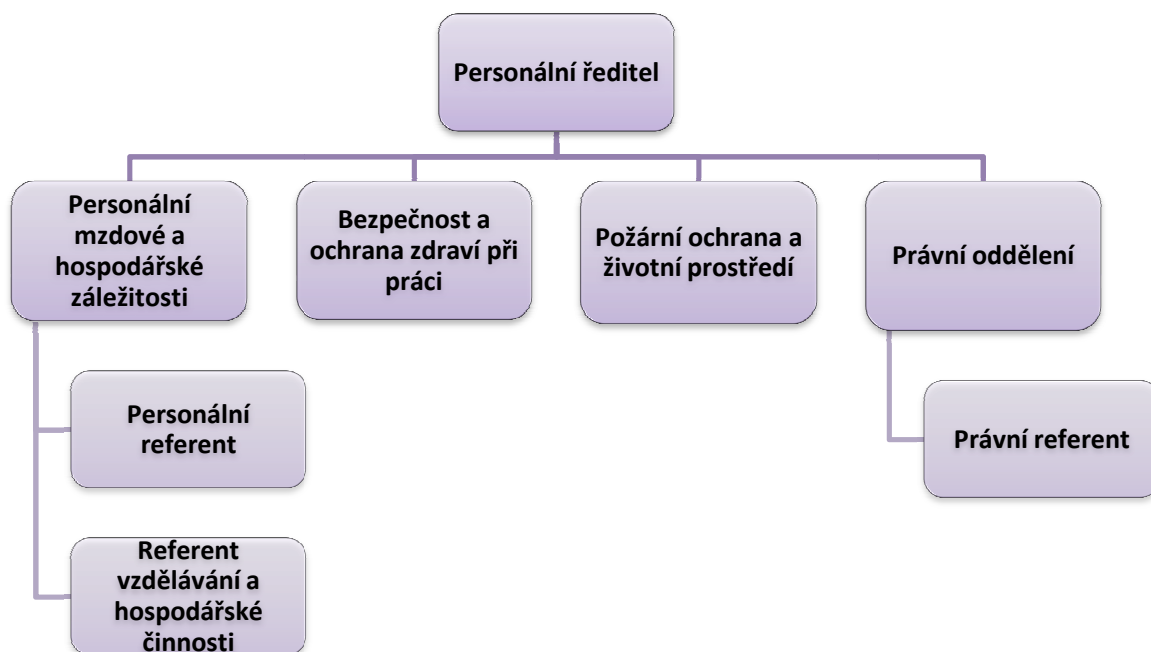 Personální ředitel
Personální
mzdové a
hospodářské
záležitosti
Bezpečnost a
ochrana zdraví při
práci
Požární ochrana a
životní prostředí
Právní oddělení
Personální
referent
Právní referent
Referent
vzdělávání a
hospodářské
činnosti